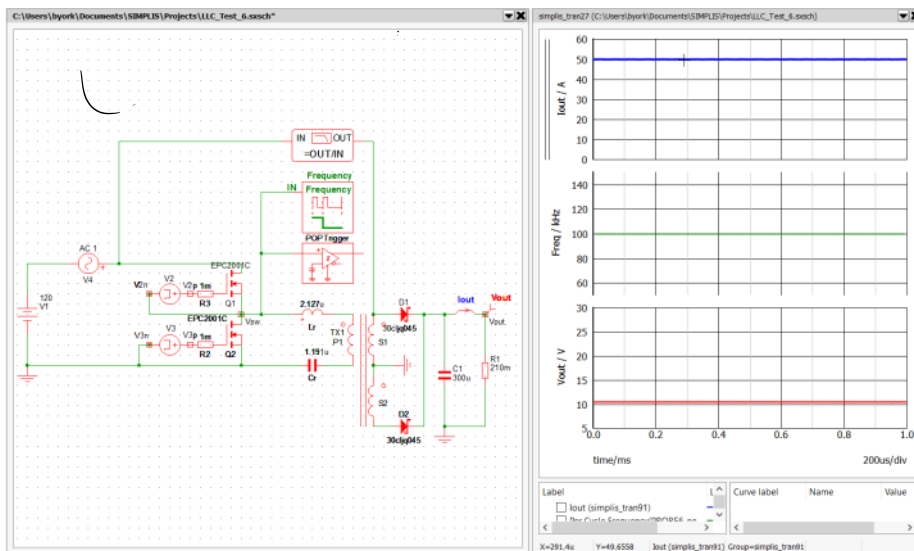 C:\Users\byork\Documents\SIMPLIS\Projects\LLC_Test_6.sxsch*
IN OUT
=OUT/IN
Frequency
IN Frequency
POPTrigger
AC 1
V4
EPC2001C
V2n V2 V2p 1m
R3 Q1
120
V1
EPC2001C
V3n V3 V3p 1m
R2 Q2
Vsw
2.127u
Lr
1.191u
Cr
TX1
P1
S1
S2
D1
30cljq045
D2
30cljq045
Iout
Vout
Vout
C1
300u
R1
210m
simplis_tran27 (C:\Users\byork\Documents\SIMPLIS\Projects\LLC_Test_6.sxsch)
Iout / A
60
50
40
30
20
10
0
Freq / kHz
140
120
100
80
60
Vout / V
30
25
20
15
10
5
0.0 0.2 0.4 0.6 0.8 1.0
time/ms 200us/div
Label
Iout (simplis_tran91)
Curve label Name Value
X=291.4u Y=49.6558 Iout (simplis_tran91) Group=simplis_tran91